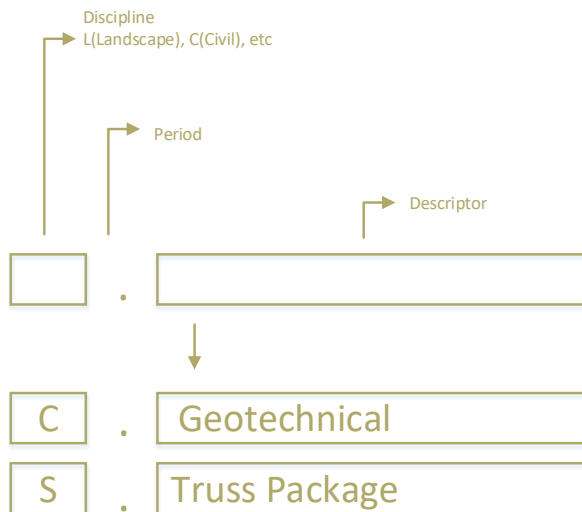 Discipline
L(Landscape), C(Civil), etc
Period
Descriptor
.
C . Geotechnical
S . Truss Package